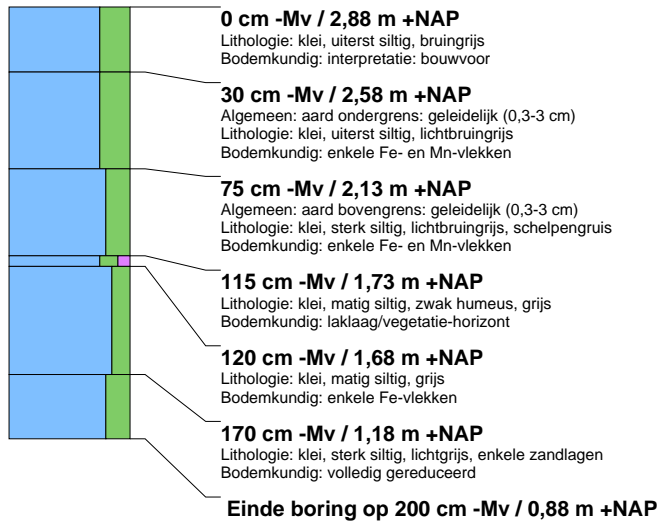 0 cm -Mv / 2,88 m +NAP
Lithologie: klei, uiterst siltig, bruingrijs
Bodemkundig: interpretatie: bouwvoor
30 cm -Mv / 2,58 m +NAP
Algemeen: aard ondergrens: geleidelijk (0,3-3 cm)
Lithologie: klei, uiterst siltig, lichtbruingrijs
Bodemkundig: enkele Fe- en Mn-vlekken
75 cm -Mv / 2,13 m +NAP
Algemeen: aard bovengrens: geleidelijk (0,3-3 cm)
Lithologie: klei, sterk siltig, lichtbruingrijs, schelpengruis
Bodemkundig: enkele Fe- en Mn-vlekken
115 cm -Mv / 1,73 m +NAP
Lithologie: klei, matig siltig, zwak humeus, grijs
Bodemkundig: laklaag/vegetatie-horizont
120 cm -Mv / 1,68 m +NAP
Lithologie: klei, matig siltig, grijs
Bodemkundig: enkele Fe-vlekken
170 cm -Mv / 1,18 m +NAP
Lithologie: klei, sterk siltig, lichtgrijs, enkele zandlagen
Bodemkundig: volledig gereduceerd
Einde boring op 200 cm -Mv / 0,88 m +NAP